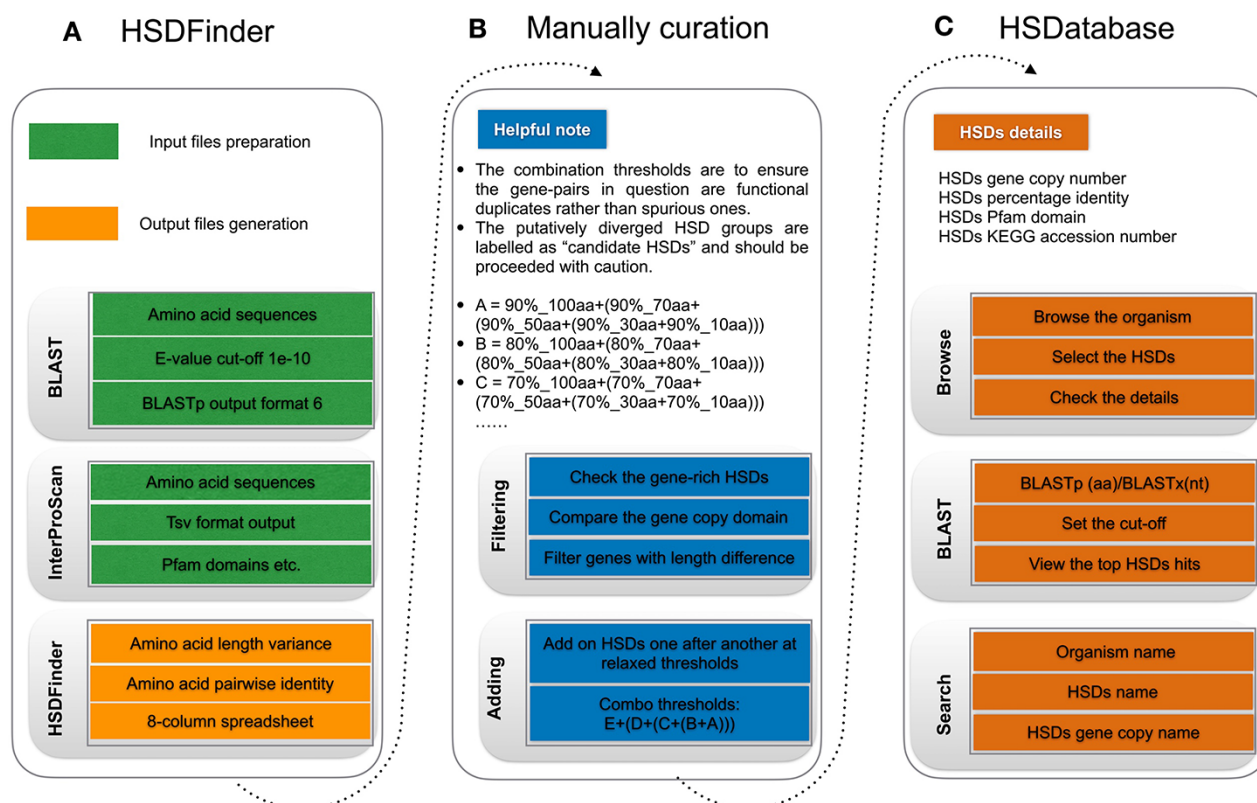 A HSDFinder
Input files preparation
Output files generation
BLAST
Amino acid sequences
E-value cut-off 1e-10
BLASTp output format 6
InterProScan
Amino acid sequences
Tsv format output
Pfam domains etc.
HSDFinder
Amino acid length variance
Amino acid pairwise identity
8-column spreadsheet
B Manually curation
Helpful note
• The combination thresholds are to ensure
the gene-pairs in question are functional
duplicates rather than spurious ones.
• The putatively diverged HSD groups are
labelled as “candidate HSDs” and should be
proceeded with caution.
• A = 90%_100aa+(90%_70aa+
(90%_50aa+(90%_30aa+90%_10aa)))
• B = 80%_100aa+(80%_70aa+
(80%_50aa+(80%_30aa+80%_10aa)))
• C = 70%_100aa+(70%_70aa+
(70%_50aa+(70%_30aa+70%_10aa)))
……
Filtering
Check the gene-rich HSDs
Compare the gene copy domain
Filter genes with length difference
Adding
Add on HSDs one after another at
relaxed thresholds
Combo thresholds:
E+(D+(C+(B+A)))
C HSDatabase
HSDs details
HSDs gene copy number
HSDs percentage identity
HSDs Pfam domain
HSDs KEGG accession number
Browse
Browse the organism
Select the HSDs
Check the details
BLAST
BLASTp (aa)/BLASTx(nt)
Set the cut-off
View the top HSDs hits
Search
Organism name
HSDs name
HSDs gene copy name